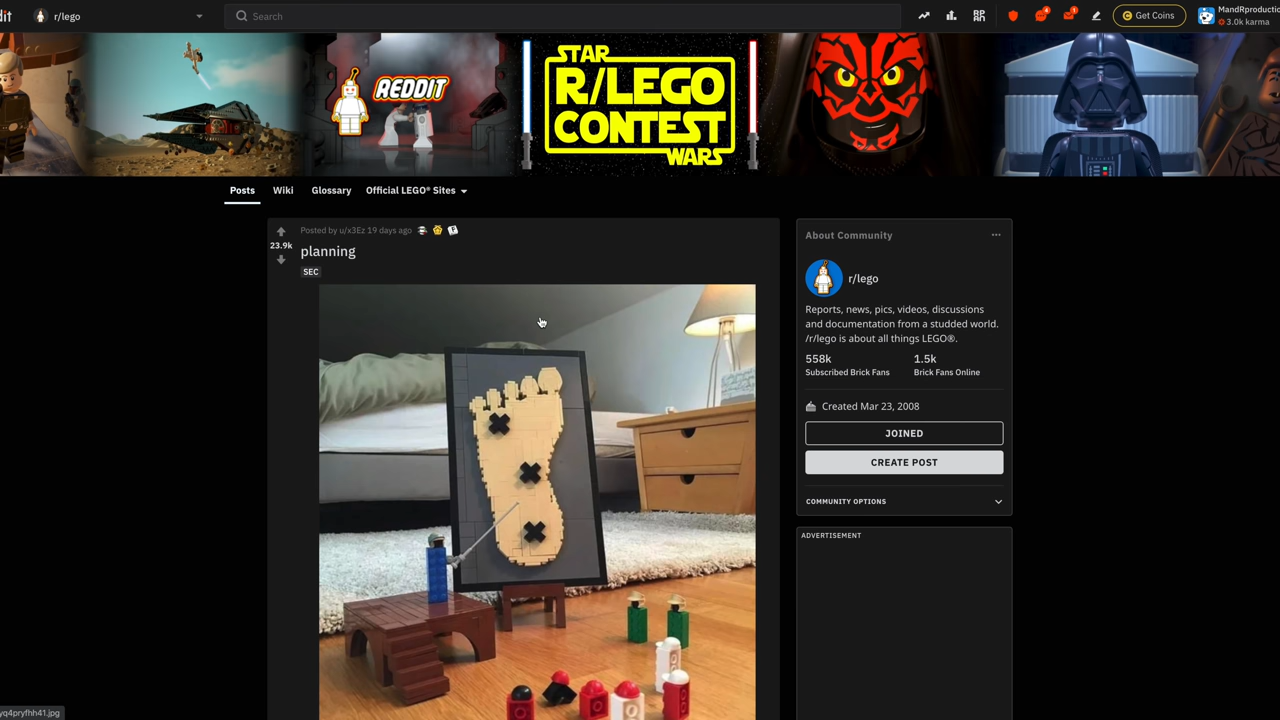 dit
r/lego
Search
Get Coins
MandRproductio
3.0k karma
REDDIT
STAR
R/LEGO
CONTEST
WARS
Posts
Wiki
Glossary
Official LEGO® Sites
Posted by u/x3Ez 19 days ago
23.9k
planning
SEC
About Community
r/lego
Reports, news, pics, videos, discussions
and documentation from a studded world.
/r/lego is about all things LEGO®.
558k
1.5k
Subscribed Brick Fans
Brick Fans Online
Created Mar 23, 2008
JOINED
CREATE POST
COMMUNITY OPTIONS
ADVERTISEMENT
yq4pryfhh41.jpg